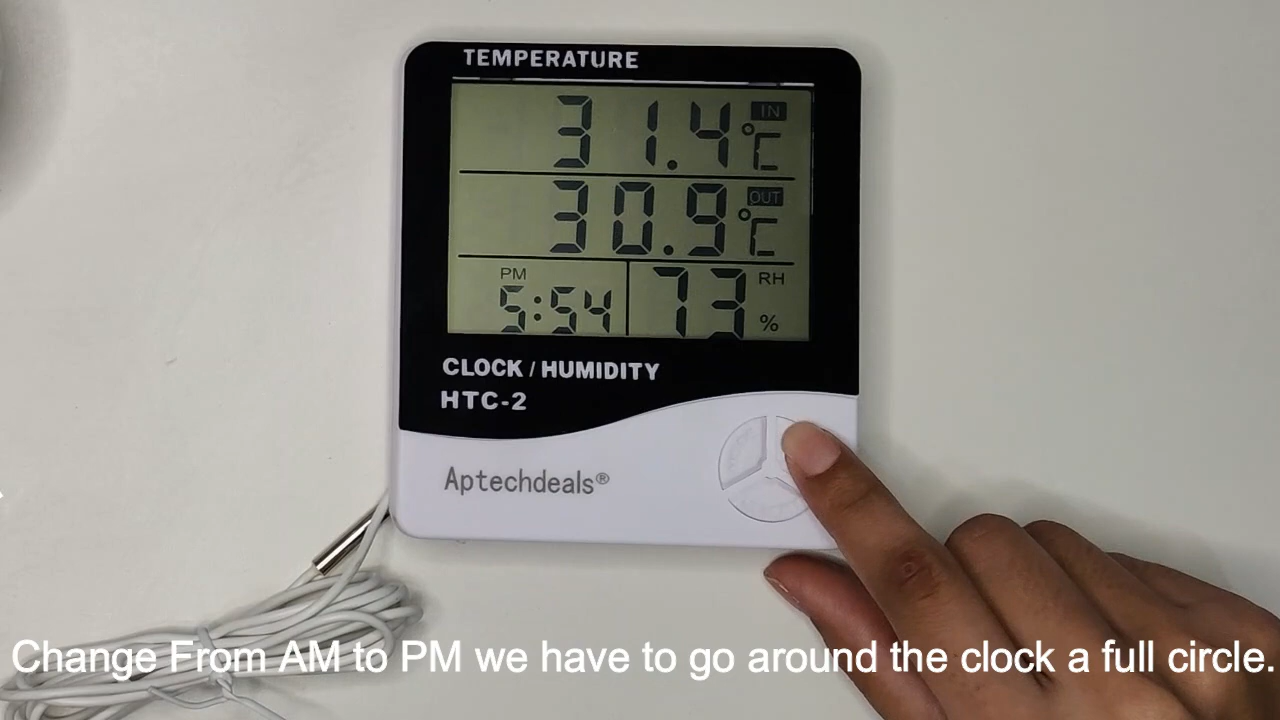 TEMPERATURE
31.4 °C IN
30.9 °C OUT
PM 5:54
73 % RH
CLOCK / HUMIDITY
HTC-2
Aptechdeals®
Change From AM to PM we have to go around the clock a full circle.